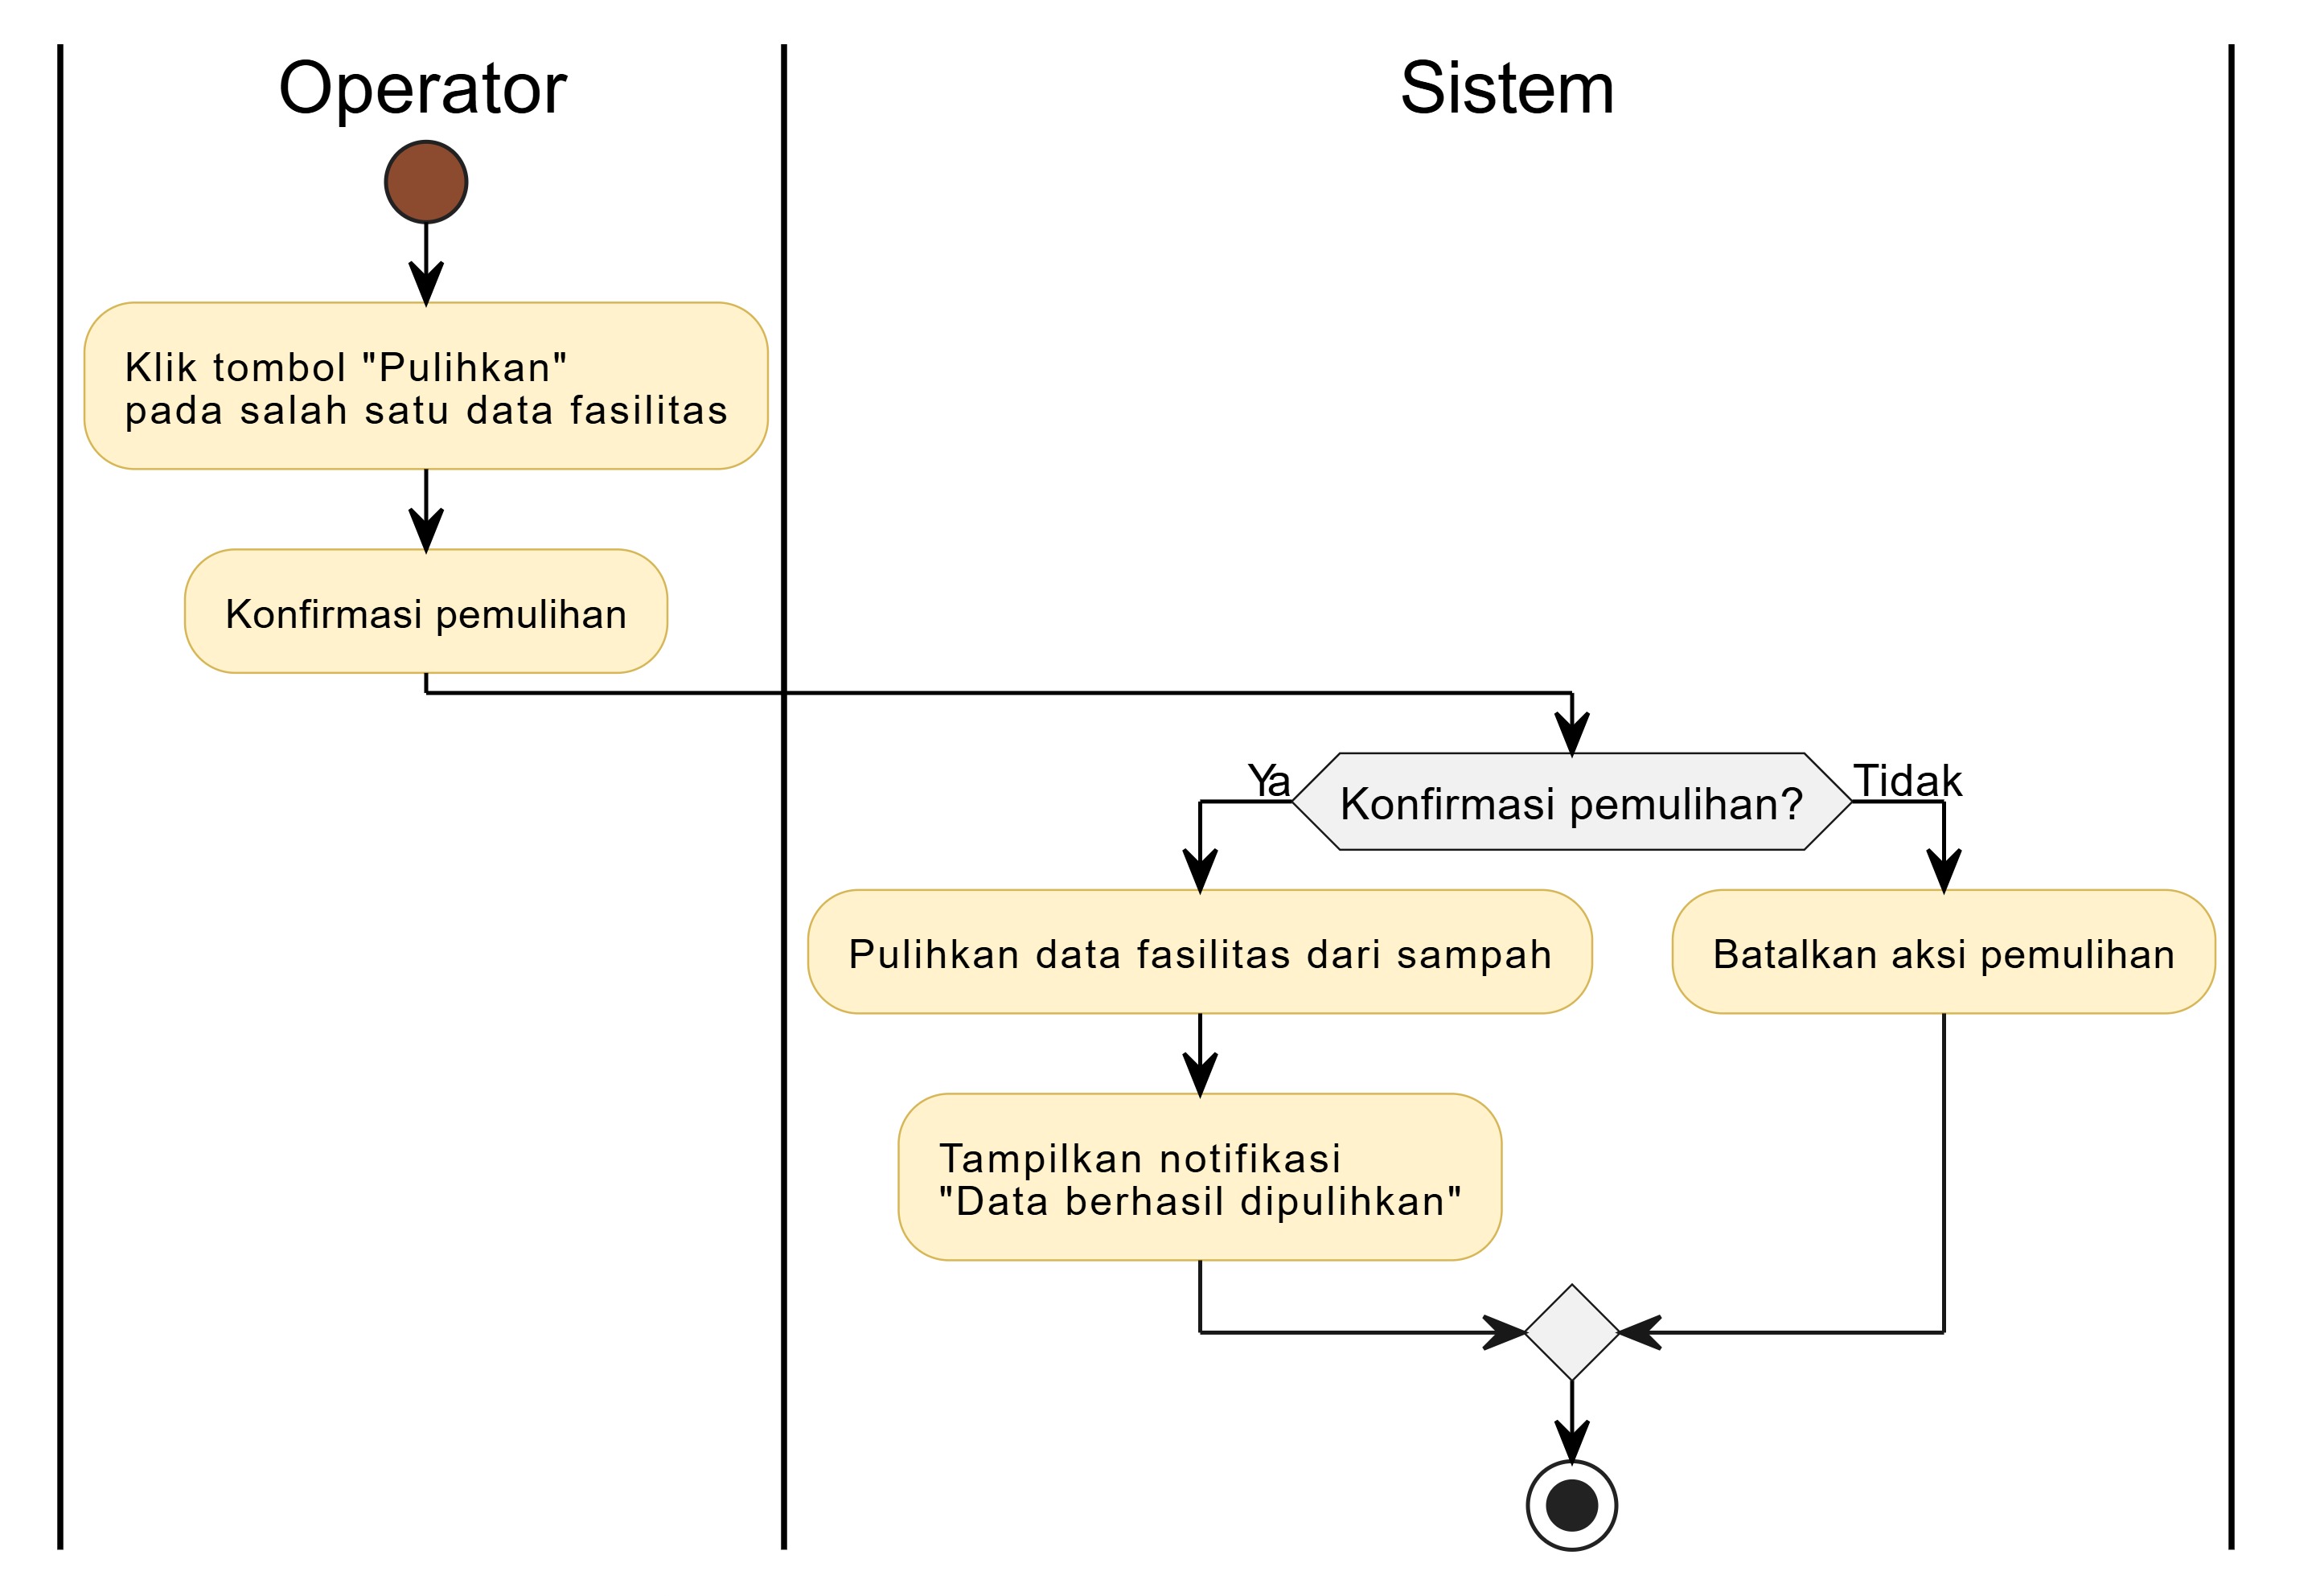 Operator
Sistem
Klik tombol "Pulihkan"
pada salah satu data fasilitas
Konfirmasi pemulihan
Ya
Konfirmasi pemulihan?
Tidak
Pulihkan data fasilitas dari sampah
Batalkan aksi pemulihan
Tampilkan notifikasi
"Data berhasil dipulihkan"